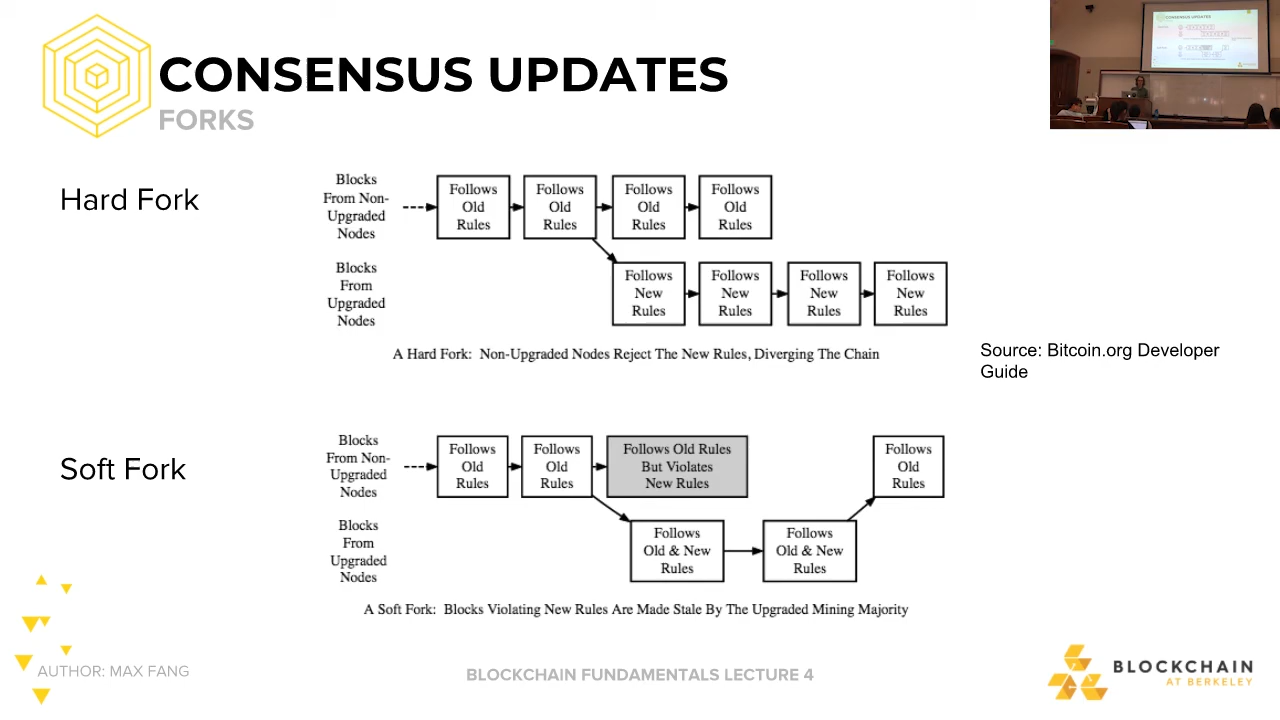 CONSENSUS UPDATES
FORKS
CONSENSUS UPDATES
Hard Fork
Blocks
From Non-
Upgraded
Nodes
Follows
Old
Rules
Follows
Old
Rules
Follows
Old
Rules
Follows
Old
Rules
Blocks
From
Upgraded
Nodes
Follows
New
Rules
Follows
New
Rules
Follows
New
Rules
Follows
New
Rules
A Hard Fork: Non-Upgraded Nodes Reject The New Rules, Diverging The Chain
Source: Bitcoin.org Developer
Guide
Soft Fork
Blocks
From Non-
Upgraded
Nodes
Follows
Old
Rules
Follows
Old
Rules
Follows Old Rules
But Violates
New Rules
Follows
Old
Rules
Blocks
From
Upgraded
Nodes
Follows
Old & New
Rules
Follows
Old & New
Rules
A Soft Fork: Blocks Violating New Rules Are Made Stale By The Upgraded Mining Majority
AUTHOR: MAX FANG
BLOCKCHAIN FUNDAMENTALS LECTURE 4
BLOCKCHAIN
AT BERKELEY